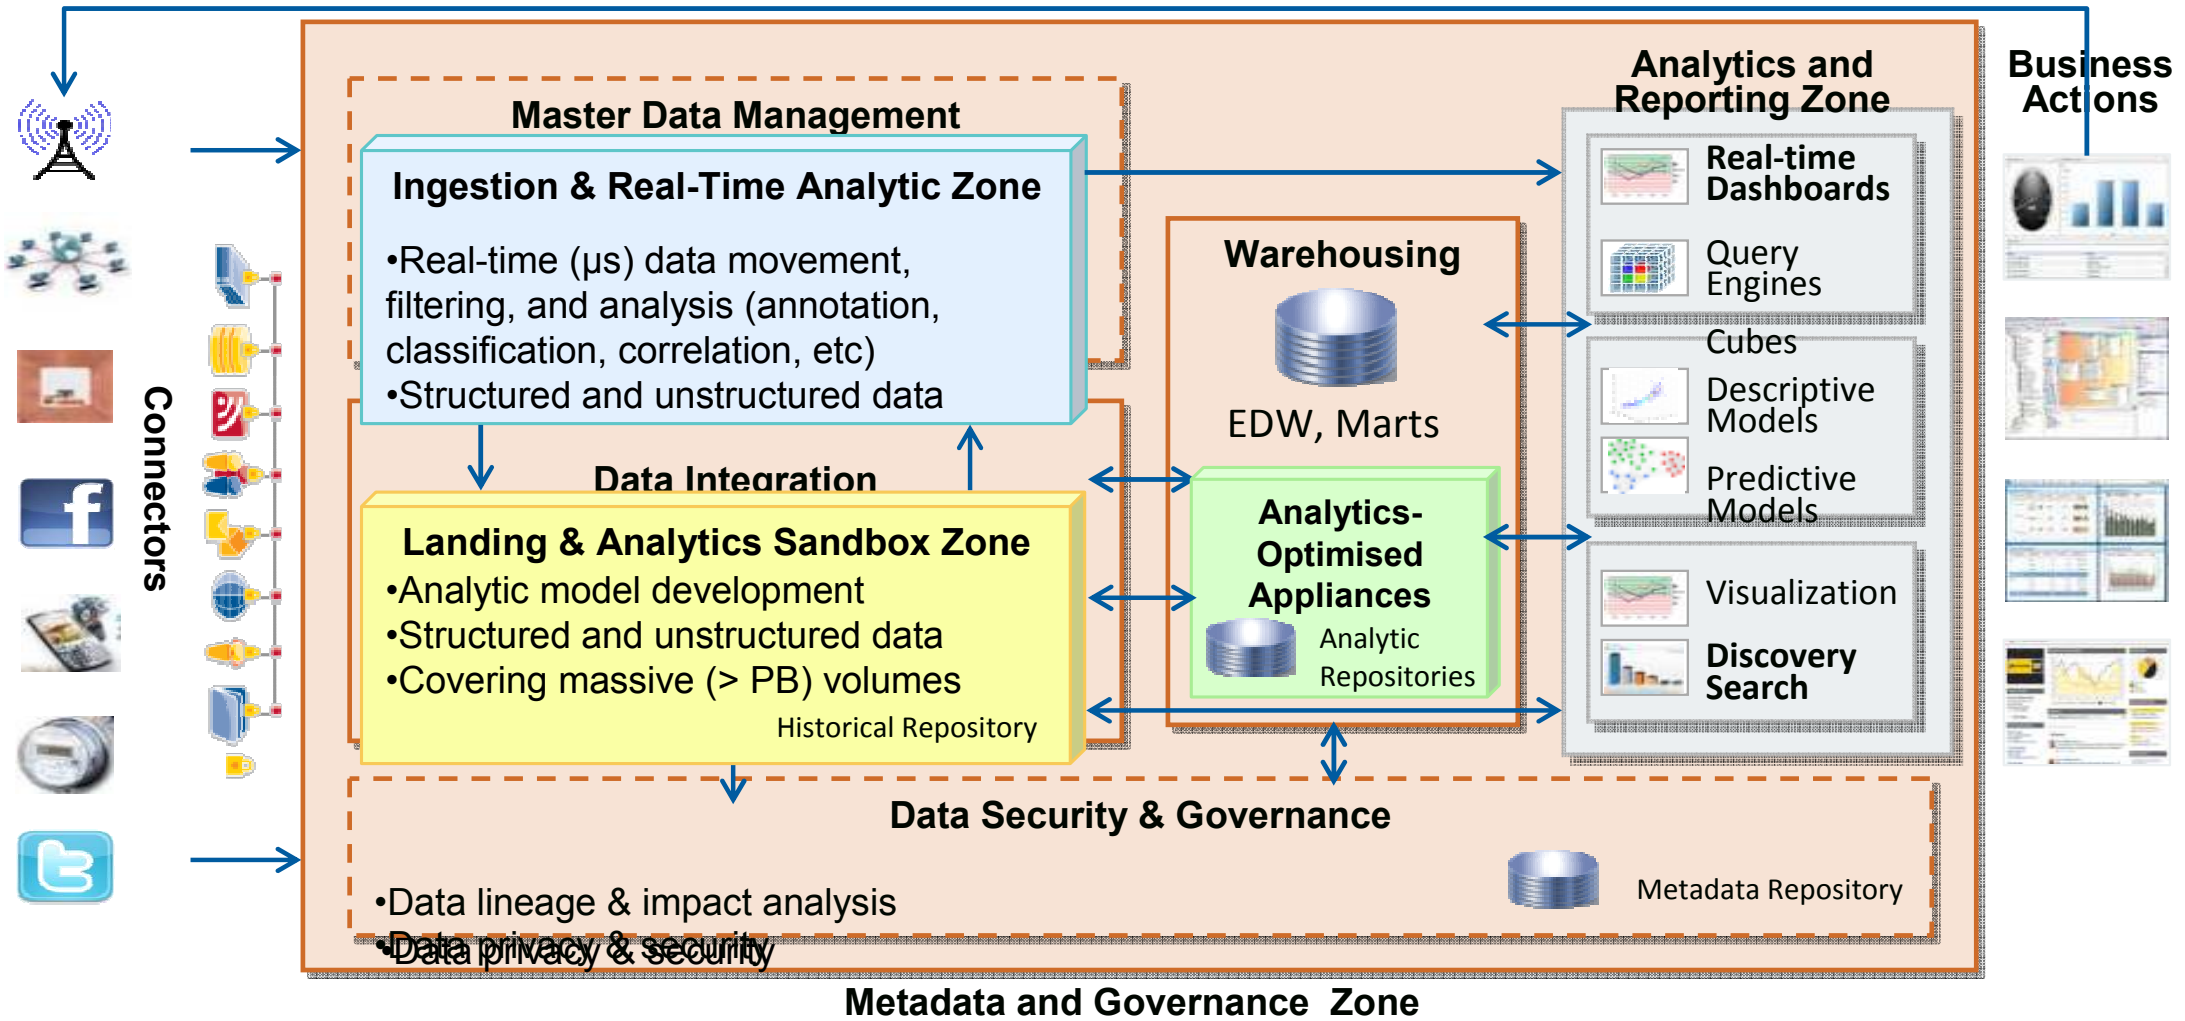 Analytics and
Reporting Zone
Business
Actions
Master Data Management
Ingestion & Real-Time Analytic Zone
•Real-time (µs) data movement,
filtering, and analysis (annotation,
classification, correlation, etc)
•Structured and unstructured data
Connectors
Data Integration
Landing & Analytics Sandbox Zone
•Analytic model development
•Structured and unstructured data
•Covering massive (> PB) volumes
Historical Repository
Warehousing
EDW, Marts
Analytics-
Optimised
Appliances
Analytic
Repositories
Real-time
Dashboards
Query
Engines
Cubes
Descriptive
Models
Predictive
Models
Visualization
Discovery
Search
Data Security & Governance
•Data lineage & impact analysis
•Data privacy & security
•Data privacy & security
Metadata Repository
Metadata and Governance  Zone